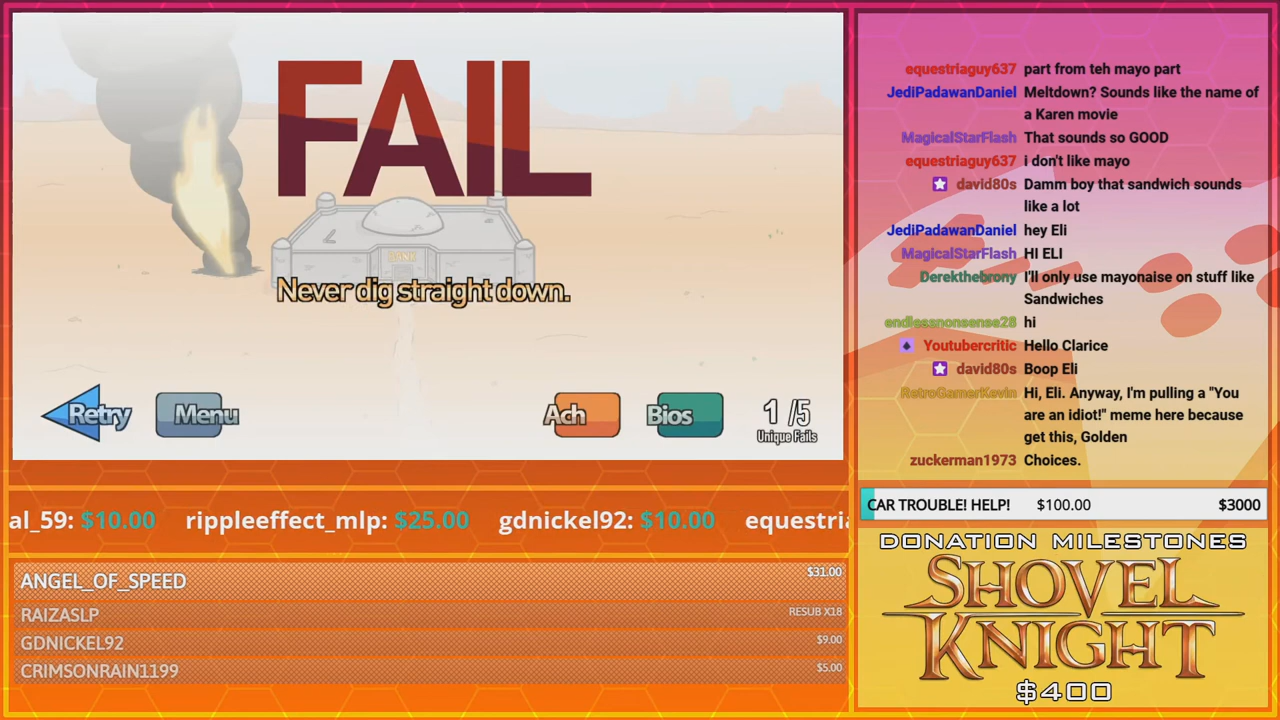 FAIL
BANK
Never dig straight down.
Retry
Menu
Ach
Bios
1 /5
Unique Fails
al_59: $10.00 rippleeffect_mlp: $25.00 gdnickel92: $10.00 equestria
ANGEL_OF_SPEED $31.00
RAIZASLP RESUB X18
GDNICKEL92 $9.00
CRIMSONRAIN1199 $5.00
equestriaguy637 part from teh mayo part
JediPadawanDaniel Meltdown? Sounds like the name of
a Karen movie
MagicalStarFlash That sounds so GOOD
equestriaguy637 i don't like mayo
david80s Damm boy that sandwich sounds
like a lot
JediPadawanDaniel hey Eli
MagicalStarFlash HI ELI
Derekthebrony I'll only use mayonaise on stuff like
Sandwiches
endlessnonsense28 hi
Youtubercritic Hello Clarice
david80s Boop Eli
RetroGamerKevin Hi, Eli. Anyway, I'm pulling a "You
are an idiot!" meme here because
get this, Golden
zuckerman1973 Choices.
CAR TROUBLE! HELP! $100.00 $3000
DONATION MILESTONES
SHOVEL
KNIGHT
$400